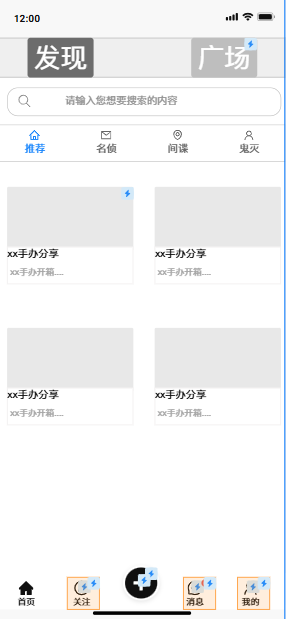 10:02
发现 广场
请输入您想要搜索的内容
推荐 名侦 间谍 鬼灭
xx手办分享 xx手办分享
xx手办开箱.... xx手办开箱....
xx手办分享 xx手办分享
xx手办开箱.... xx手办开箱....
首页 关注 消息 我的